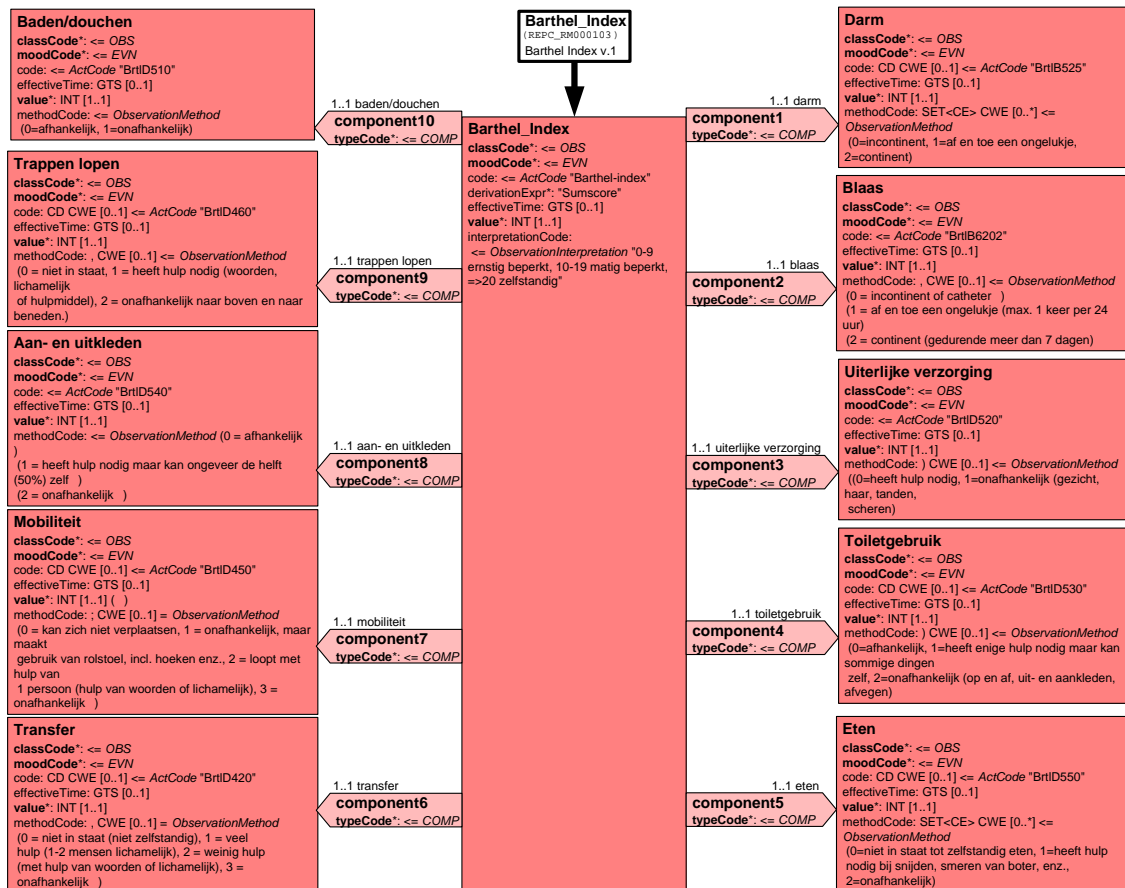 Baden/douchen
classCode*: <= OBS
moodCode*: <= EVN
code: <= ActCode "BrtlD510"
effectiveTime: GTS [0..1]
value*: INT [1..1]
methodCode: <= ObservationMethod
(0=afhankelijk, 1=onafhankelijk)
Trappen lopen
classCode*: <= OBS
moodCode*: <= EVN
code: CD CWE [0..1] <= ActCode "BrtlD460"
effectiveTime: GTS [0..1]
value*: INT [1..1]
methodCode: , CWE [0..1] <= ObservationMethod
(0 = niet in staat, 1 = heeft hulp nodig (woorden,
lichamelijk
of hulpmiddel), 2 = onafhankelijk naar boven en naar
beneden.)
Aan- en uitkleden
classCode*: <= OBS
moodCode*: <= EVN
code: <= ActCode "BrtlD540"
effectiveTime: GTS [0..1]
value*: INT [1..1]
methodCode: <= ObservationMethod (0 = afhankelijk
)
(1 = heeft hulp nodig maar kan ongeveer de helft
(50%) zelf )
(2 = onafhankelijk )
Mobiliteit
classCode*: <= OBS
moodCode*: <= EVN
code: CD CWE [0..1] <= ActCode "BrtlD450"
effectiveTime: GTS [0..1]
value*: INT [1..1] ( )
methodCode: ; CWE [0..1] = ObservationMethod
(0 = kan zich niet verplaatsen, 1 = onafhankelijk, maar
maakt
gebruik van rolstoel, incl. hoeken enz., 2 = loopt met
hulp van
1 persoon (hulp van woorden of lichamelijk), 3 =
onafhankelijk )
Transfer
classCode*: <= OBS
moodCode*: <= EVN
code: CD CWE [0..1] <= ActCode "BrtlD420"
effectiveTime: GTS [0..1]
value*: INT [1..1]
methodCode: , CWE [0..1] = ObservationMethod
(0 = niet in staat (niet zelfstandig), 1 = veel
hulp (1-2 mensen lichamelijk), 2 = weinig hulp
(met hulp van woorden of lichamelijk), 3 =
onafhankelijk )
1..1 baden/douchen
component10
typeCode*: <= COMP
1..1 trappen lopen
component9
typeCode*: <= COMP
1..1 aan- en uitkleden
component8
typeCode*: <= COMP
1..1 mobiliteit
component7
typeCode*: <= COMP
1..1 transfer
component6
typeCode*: <= COMP
Barthel_Index
(REPC_RM000103)
Barthel Index v.1
Barthel_Index
classCode*: <= OBS
moodCode*: <= EVN
code: <= ActCode "Barthel-index"
derivationExpr*: "Sumscore"
effectiveTime: GTS [0..1]
value*: INT [1..1]
interpretationCode:
<= ObservationInterpretation "0-9
ernstig beperkt, 10-19 matig beperkt,
=>20 zelfstandig"
1..1 darm
component1
typeCode*: <= COMP
1..1 blaas
component2
typeCode*: <= COMP
1..1 uiterlijke verzorging
component3
typeCode*: <= COMP
1..1 toiletgebruik
component4
typeCode*: <= COMP
1..1 eten
component5
typeCode*: <= COMP
Darm
classCode*: <= OBS
moodCode*: <= EVN
code: CD CWE [0..1] <= ActCode "BrtlB525"
effectiveTime: GTS [0..1]
value*: INT [1..1]
methodCode: SET<CE> CWE [0..*] <=
ObservationMethod
(0=incontinent, 1=af en toe een ongelukje,
2=continent)
Blaas
classCode*: <= OBS
moodCode*: <= EVN
code: <= ActCode "BrtlB6202"
effectiveTime: GTS [0..1]
value*: INT [1..1]
methodCode: , CWE [0..1] <= ObservationMethod
(0 = incontinent of catheter )
(1 = af en toe een ongelukje (max. 1 keer per 24
uur)
(2 = continent (gedurende meer dan 7 dagen)
Uiterlijke verzorging
classCode*: <= OBS
moodCode*: <= EVN
code: <= ActCode "BrtlD520"
effectiveTime: GTS [0..1]
value*: INT [1..1]
methodCode: ) CWE [0..1] <= ObservationMethod
((0=heeft hulp nodig, 1=onafhankelijk (gezicht,
haar, tanden,
scheren)
Toiletgebruik
classCode*: <= OBS
moodCode*: <= EVN
code: CD CWE [0..1] <= ActCode "BrtlD530"
effectiveTime: GTS [0..1]
value*: INT [1..1]
methodCode: ) CWE [0..1] <= ObservationMethod
(0=afhankelijk, 1=heeft enige hulp nodig maar kan
sommige dingen
zelf, 2=onafhankelijk (op en af, uit- en aankleden,
afvegen)
Eten
classCode*: <= OBS
moodCode*: <= EVN
code: CD CWE [0..1] <= ActCode "BrtlD550"
effectiveTime: GTS [0..1]
value*: INT [1..1]
methodCode: SET<CE> CWE [0..*] <=
ObservationMethod
(0=niet in staat tot zelfstandig eten, 1=heeft hulp
nodig bij snijden, smeren van boter, enz.,
2=onafhankelijk)